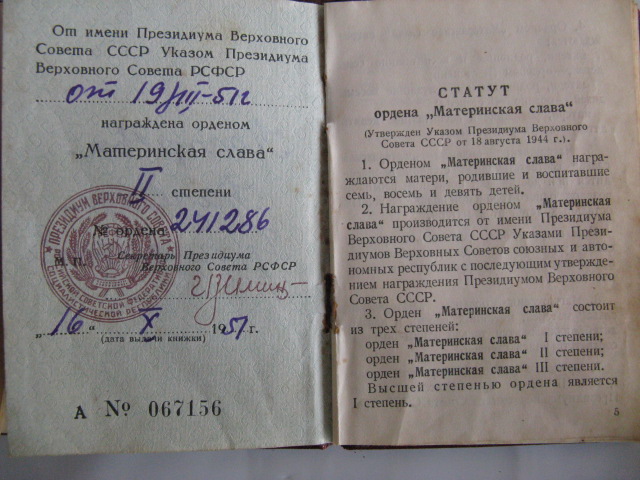 От имени Президиума Верховного
Совета СССР Указом Президиума
Верховного Совета РСФСР
от 19/III-51г
награждена орденом
„Материнская слава“
II степени
№ ордена 241286
М. П.
Секретарь Президиума
Верховного Совета РСФСР
„16“ X 1951 г.
(дата выдачи книжки)
А № 067156
ПРЕЗИДИУМ ВЕРХОВНОГО СОВЕТА
СТАТУТ
ордена „Материнская слава“
(Утвержден Указом Президиума Верховного
Совета СССР от 18 августа 1944 г.).
1. Орденом „Материнская слава“ награ-
ждаются матери, родившие и воспитавшие
семь, восемь и девять детей.
2. Награждение орденом „Материнская
слава“ производится от имени Президиума
Верховного Совета СССР Указами Прези-
диумов Верховных Советов союзных и авто-
номных республик с последующим утвержде-
нием награждения Президиумом Верховного
Совета СССР.
3. Орден „Материнская слава“ состоит
из трех степеней:
орден „Материнская слава“ I степени;
орден „Материнская слава“ II степени;
орден „Материнская слава“ III степени.
Высшей степенью ордена является
I степень.
5